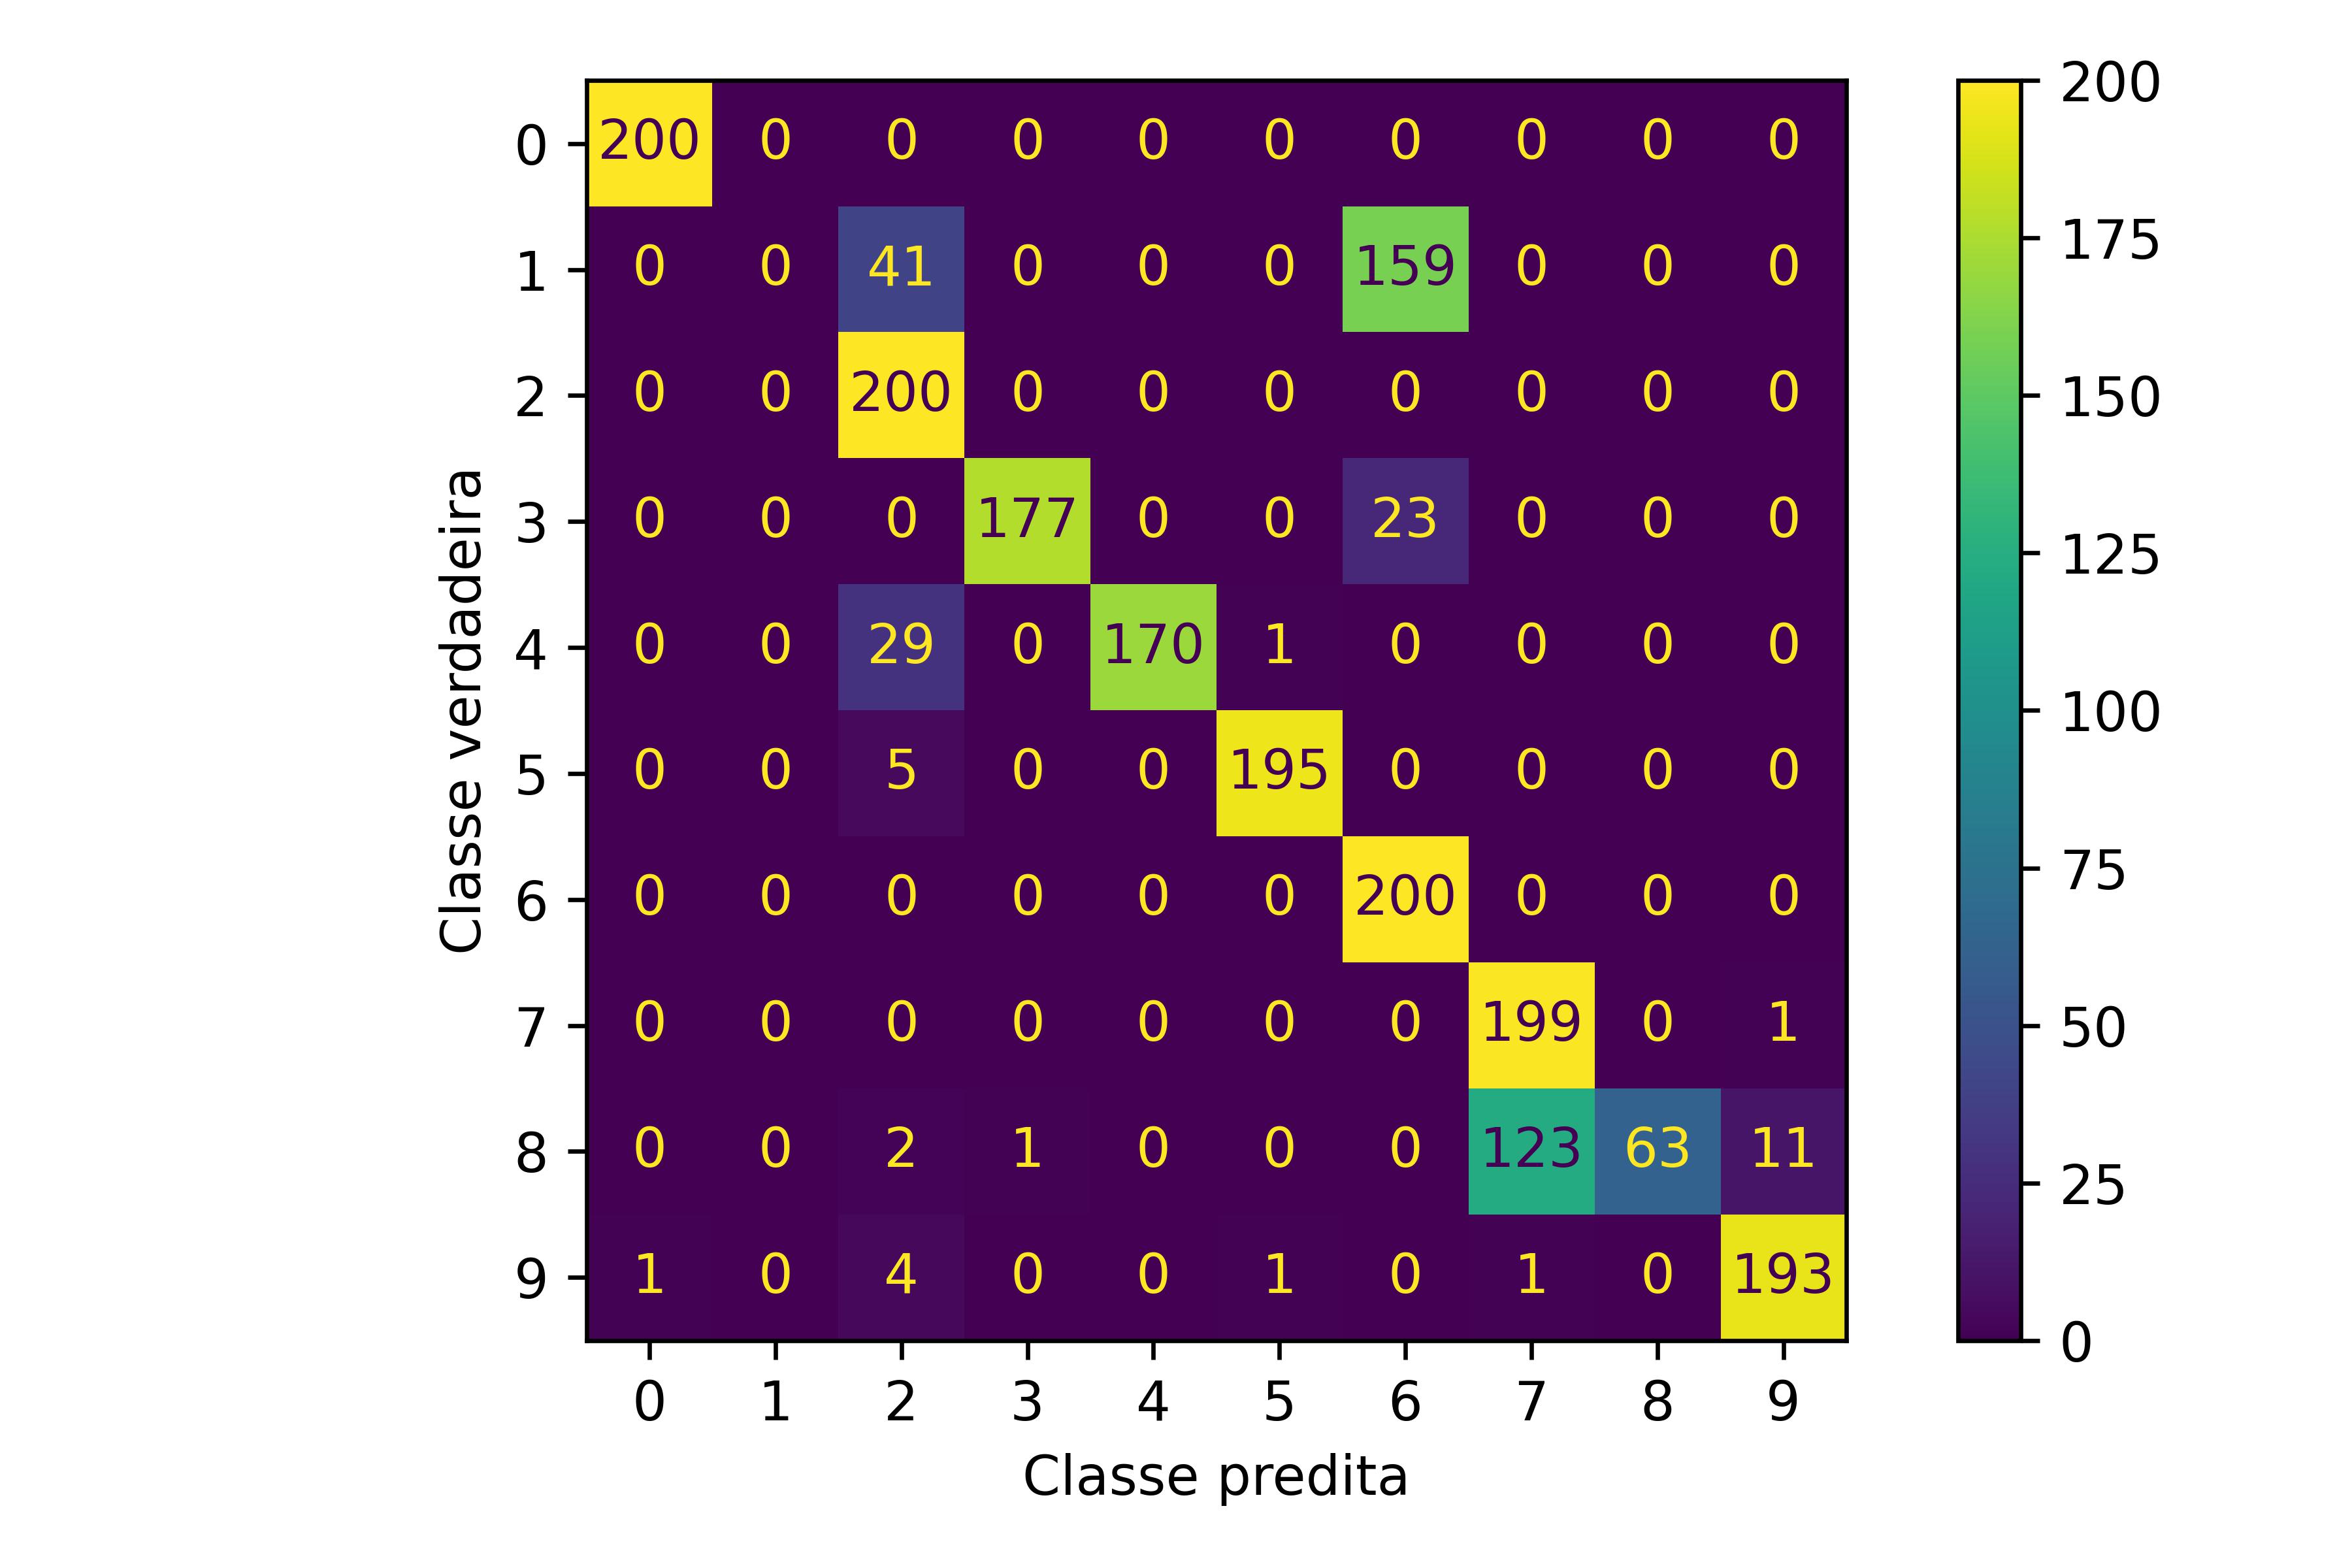 0 200 0 0 0 0 0 0 0 0 0
1 0 0 41 0 0 0 159 0 0 0
2 0 0 200 0 0 0 0 0 0 0
3 0 0 0 177 0 0 23 0 0 0
4 0 0 29 0 170 1 0 0 0 0
5 0 0 5 0 0 195 0 0 0 0
6 0 0 0 0 0 0 200 0 0 0
7 0 0 0 0 0 0 0 199 0 1
8 0 0 2 1 0 0 0 123 63 11
9 1 0 4 0 0 1 0 1 0 193
0 1 2 3 4 5 6 7 8 9
Classe predita
Classe verdadeira
200
175
150
125
100
75
50
25
0